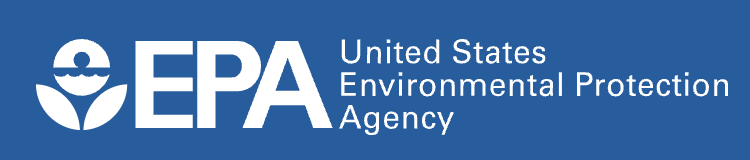 EPA
United States
Environmental Protection
Agency